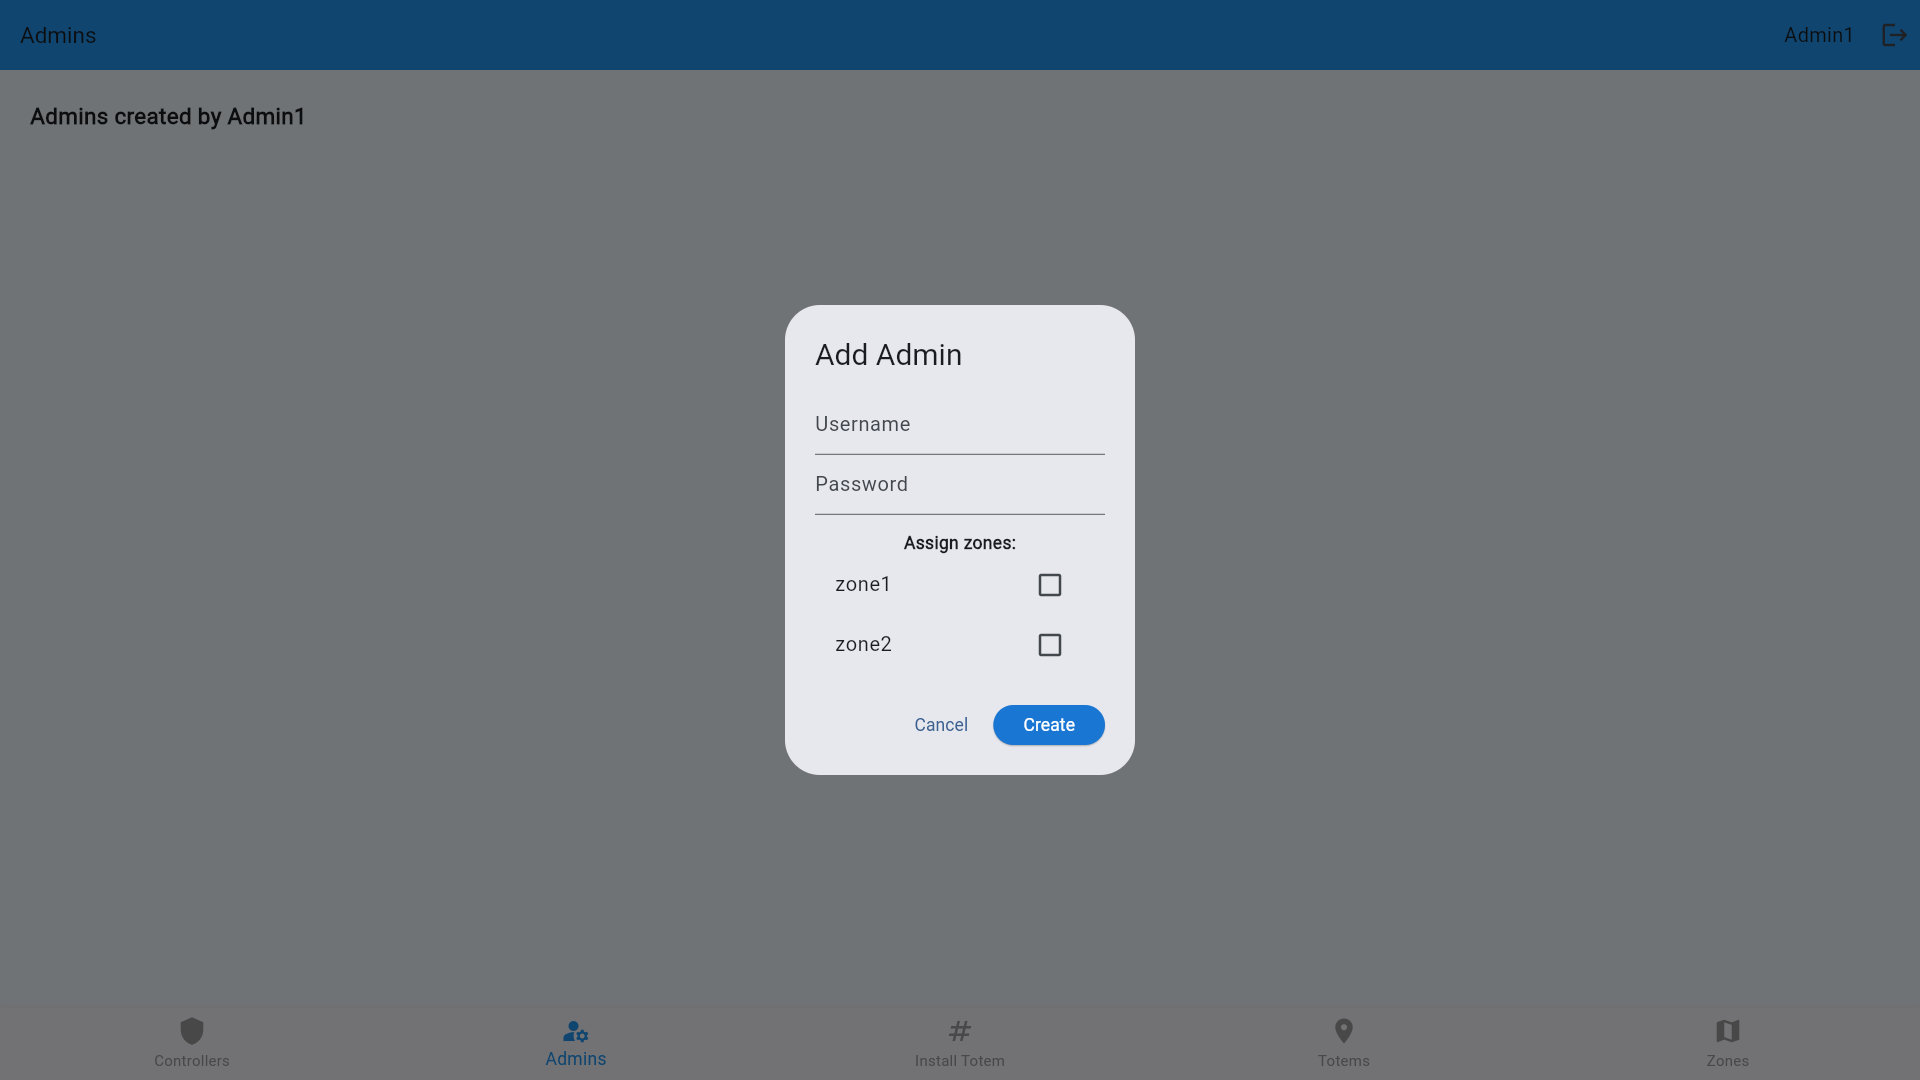 Admins
Admin1
Admins created by Admin1
Add Admin
Username
Password
Assign zones:
zone1
zone2
Cancel
Create
Controllers
Admins
Install Totem
Totems
Zones